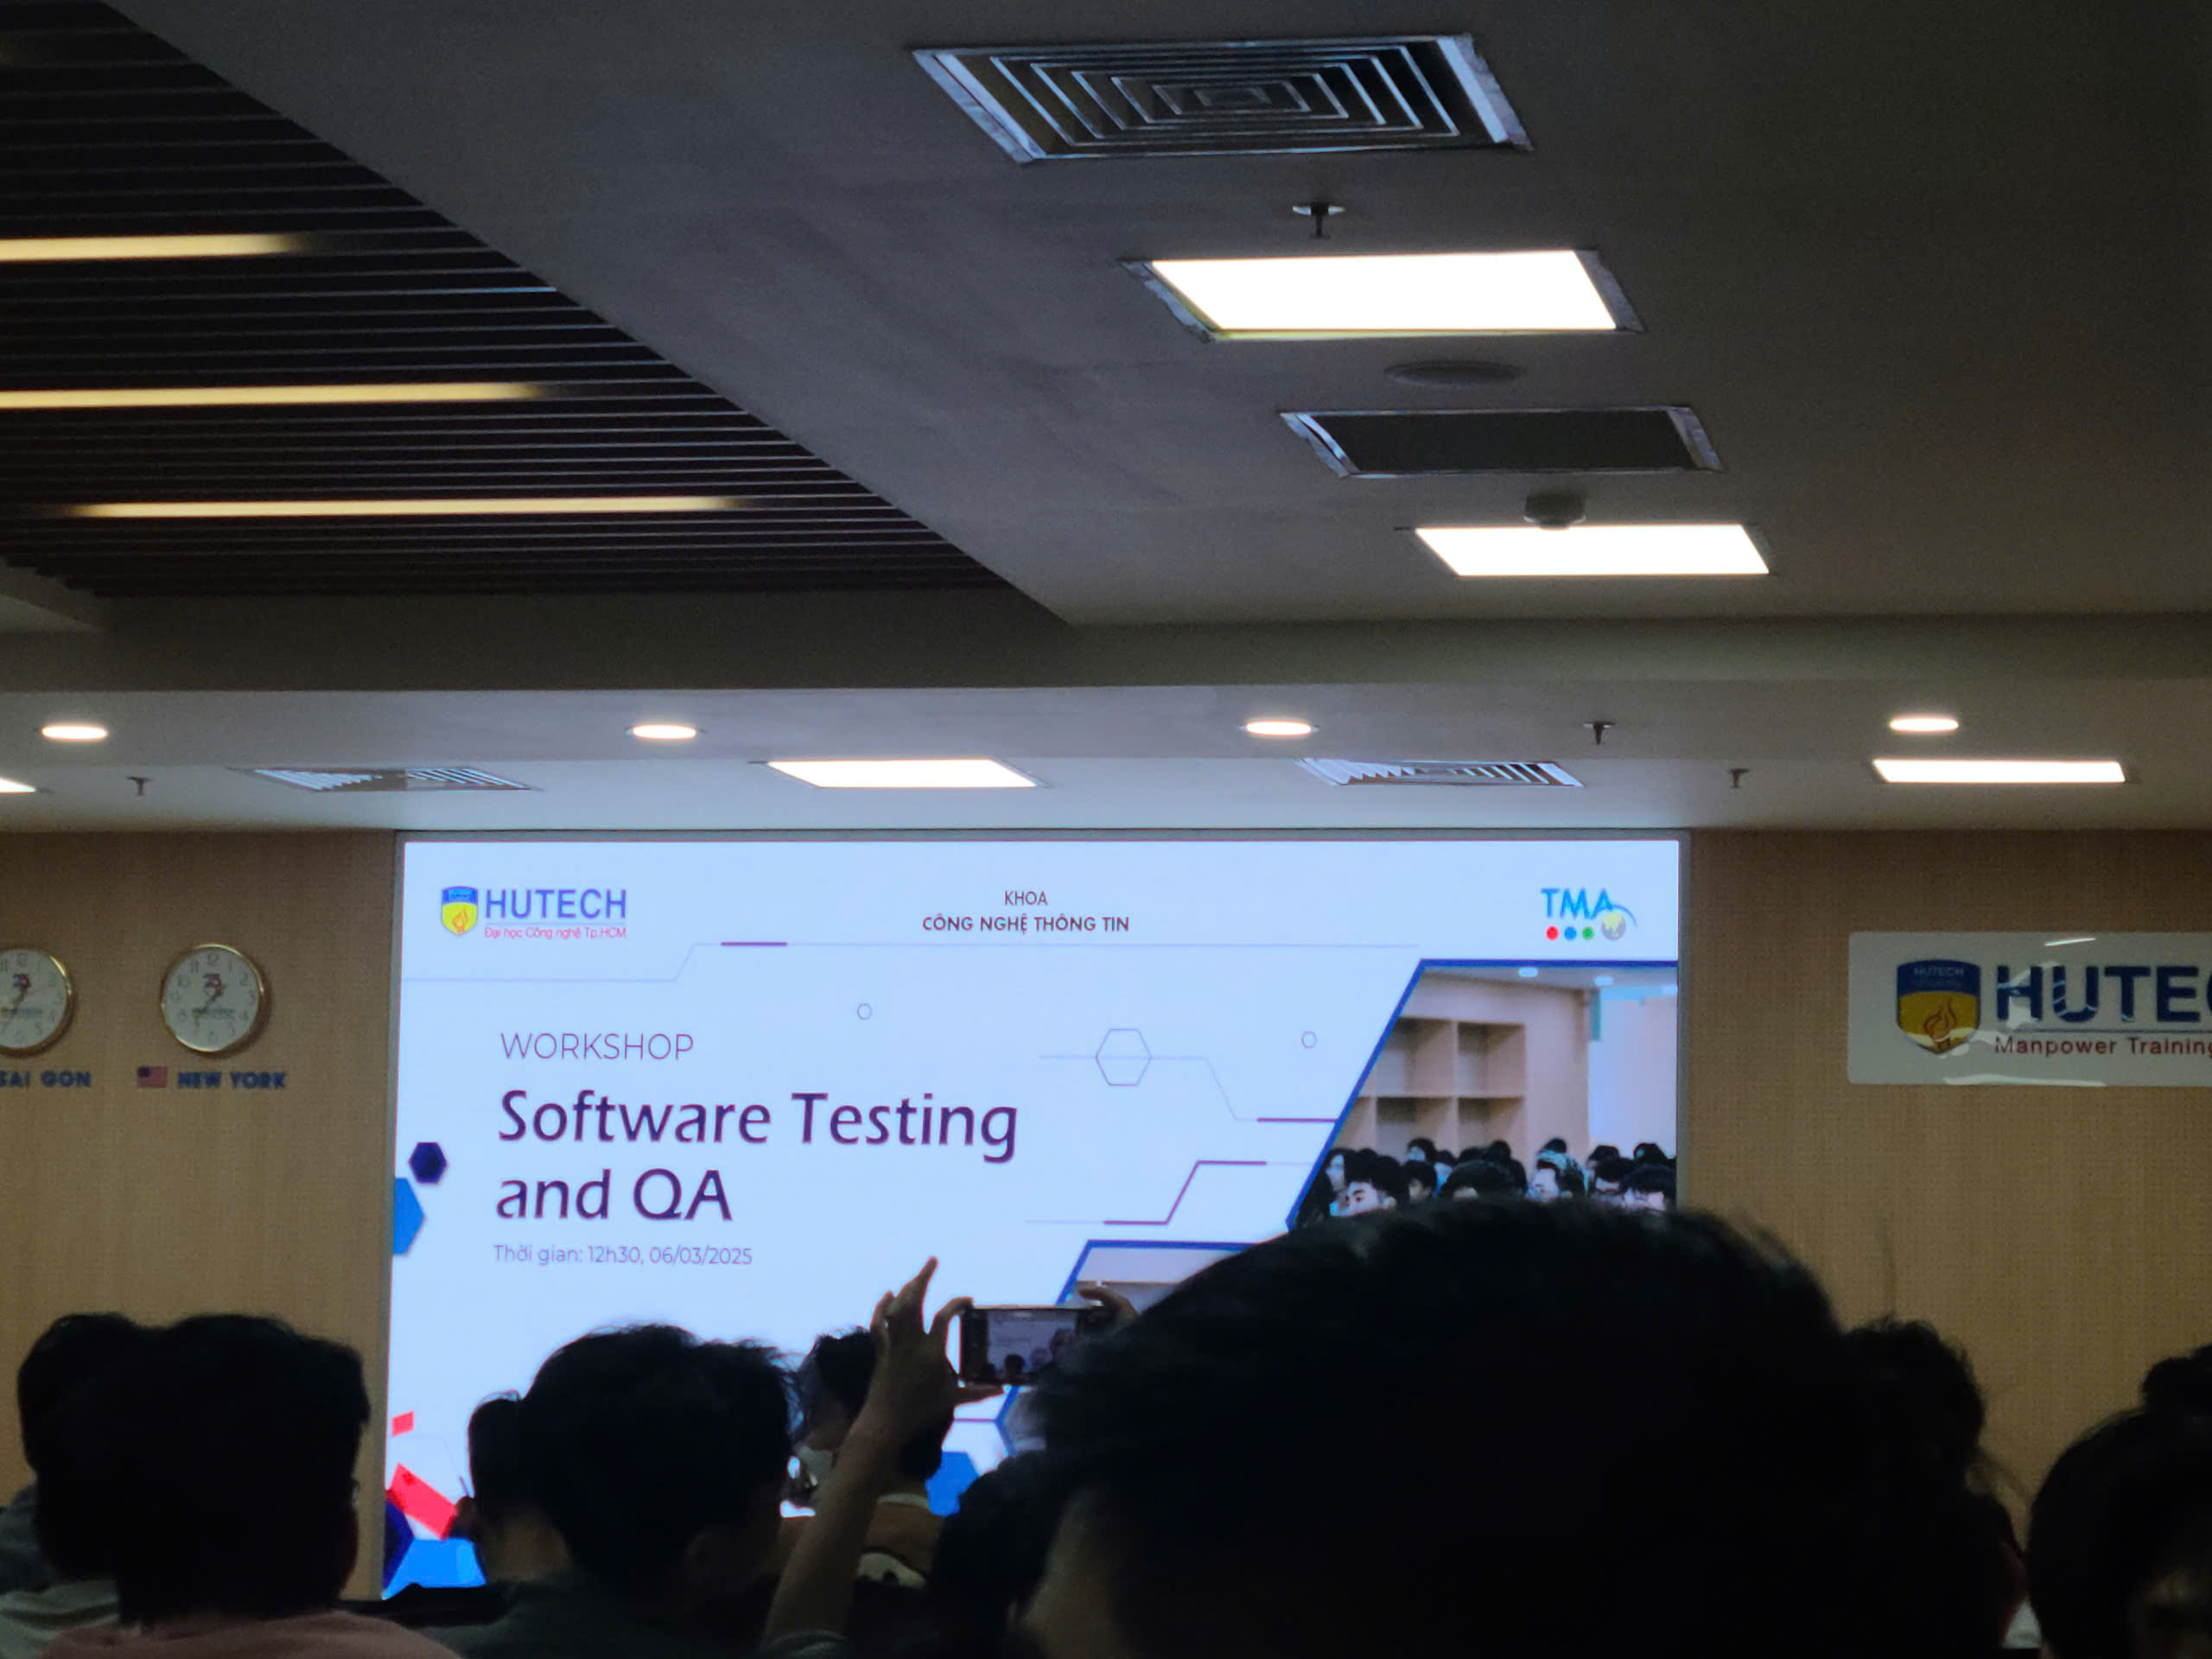 HUTECH
Đại học Công nghệ Tp.HCM
KHOA
CÔNG NGHỆ THÔNG TIN
TMA
WORKSHOP
Software Testing
and QA
Thời gian: 12h30, 06/03/2025
SAI GON
NEW YORK
HUTECH
HUTEC
Manpower Training